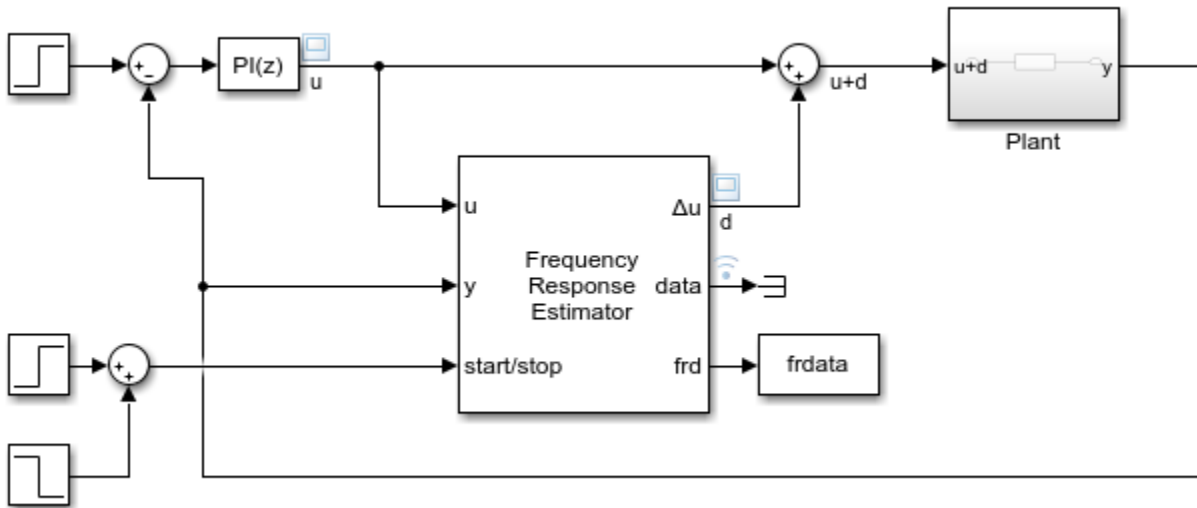 +
−
PI(z)
u
+
+
u+d
u+d
y
Plant
u
Δu
d
Frequency
Response
Estimator
y
data
start/stop
frd
frdata
+
+